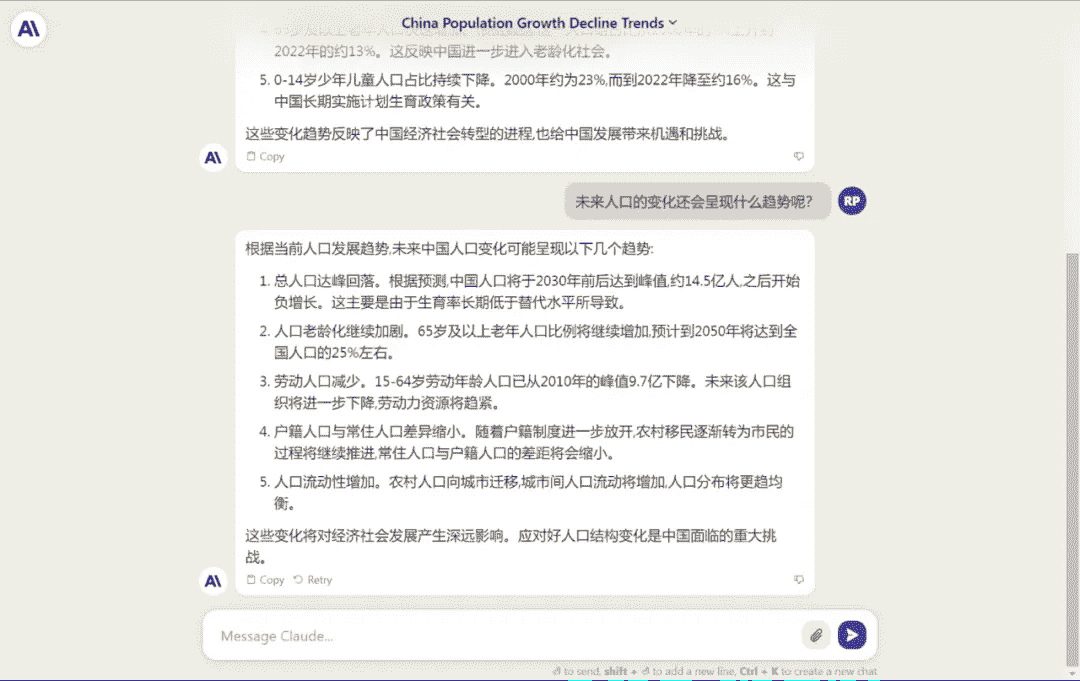 China Population Growth Decline Trends
2022年的约13%。这反映中国进一步进入老龄化社会。
5. 0-14岁少年儿童人口占比持续下降。2000年约为23%,而到2022年降至约16%。这与
中国长期实施计划生育政策有关。
这些变化趋势反映了中国经济社会转型的进程,也给中国发展带来机遇和挑战。
Copy
未来人口的变化还会呈现什么趋势呢?
RP
根据当前人口发展趋势,未来中国人口变化可能呈现以下几个趋势:
1. 总人口达峰回落。根据预测,中国人口将于2030年前后达到峰值,约14.5亿人,之后开始
负增长。这主要是由于生育率长期低于替代水平所导致。
2. 人口老龄化继续加剧。65岁及以上老年人口比例将继续增加,预计到2050年将达到全
国人口的25%左右。
3. 劳动人口减少。15-64岁劳动年龄人口已从2010年的峰值9.7亿下降。未来该人口组
织将进一步下降,劳动力资源将趋紧。
4. 户籍人口与常住人口差异缩小。随着户籍制度进一步放开,农村移民逐渐转为市民的
过程将继续推进,常住人口与户籍人口的差距将会缩小。
5. 人口流动性增加。农村人口向城市迁移,城市间人口流动将增加,人口分布将更趋均
衡。
这些变化将对经济社会发展产生深远影响。应对好人口结构变化是中国面临的重大挑
战。
Copy Retry
Message Claude...
to send, shift + ⏎ to add a new line, Ctrl + K to create a new chat